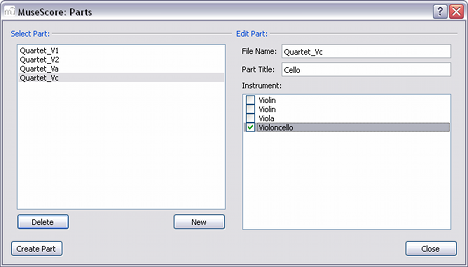 MuseScore: Parts
Select Part:
Quartet_V1
Quartet_V2
Quartet_Va
Quartet_Vc
Delete
New
Edit Part:
File Name: Quartet_Vc
Part Title: Cello
Instrument:
Violin
Violin
Viola
Violoncello
Create Part
Close